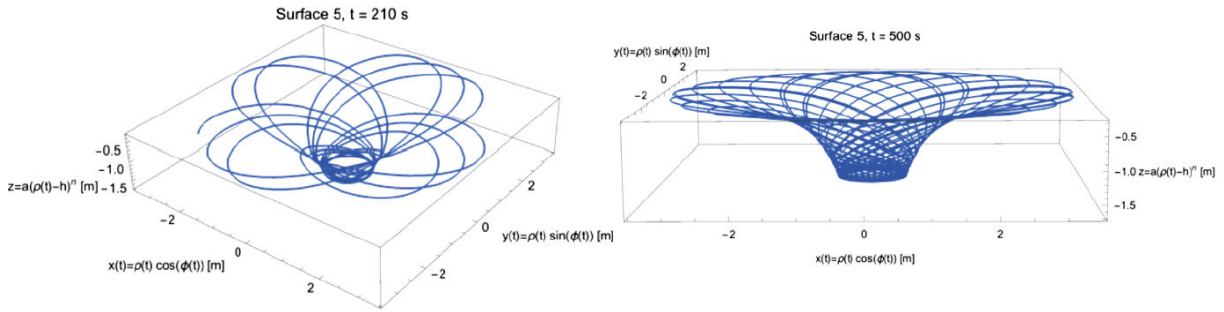 Surface 5, t = 210 s
-0.5
-1.0
z=a(ρ(t)-h)ⁿ [m] -1.5
-2
0
2
x(t)=ρ(t) cos(ϕ(t)) [m]
-2
0
2
y(t)=ρ(t) sin(ϕ(t)) [m]
Surface 5, t = 500 s
y(t)=ρ(t) sin(ϕ(t)) [m]
2
0
-2
-0.5
-1.0 z=a(ρ(t)-h)ⁿ [m]
-1.5
-2
0
2
x(t)=ρ(t) cos(ϕ(t)) [m]